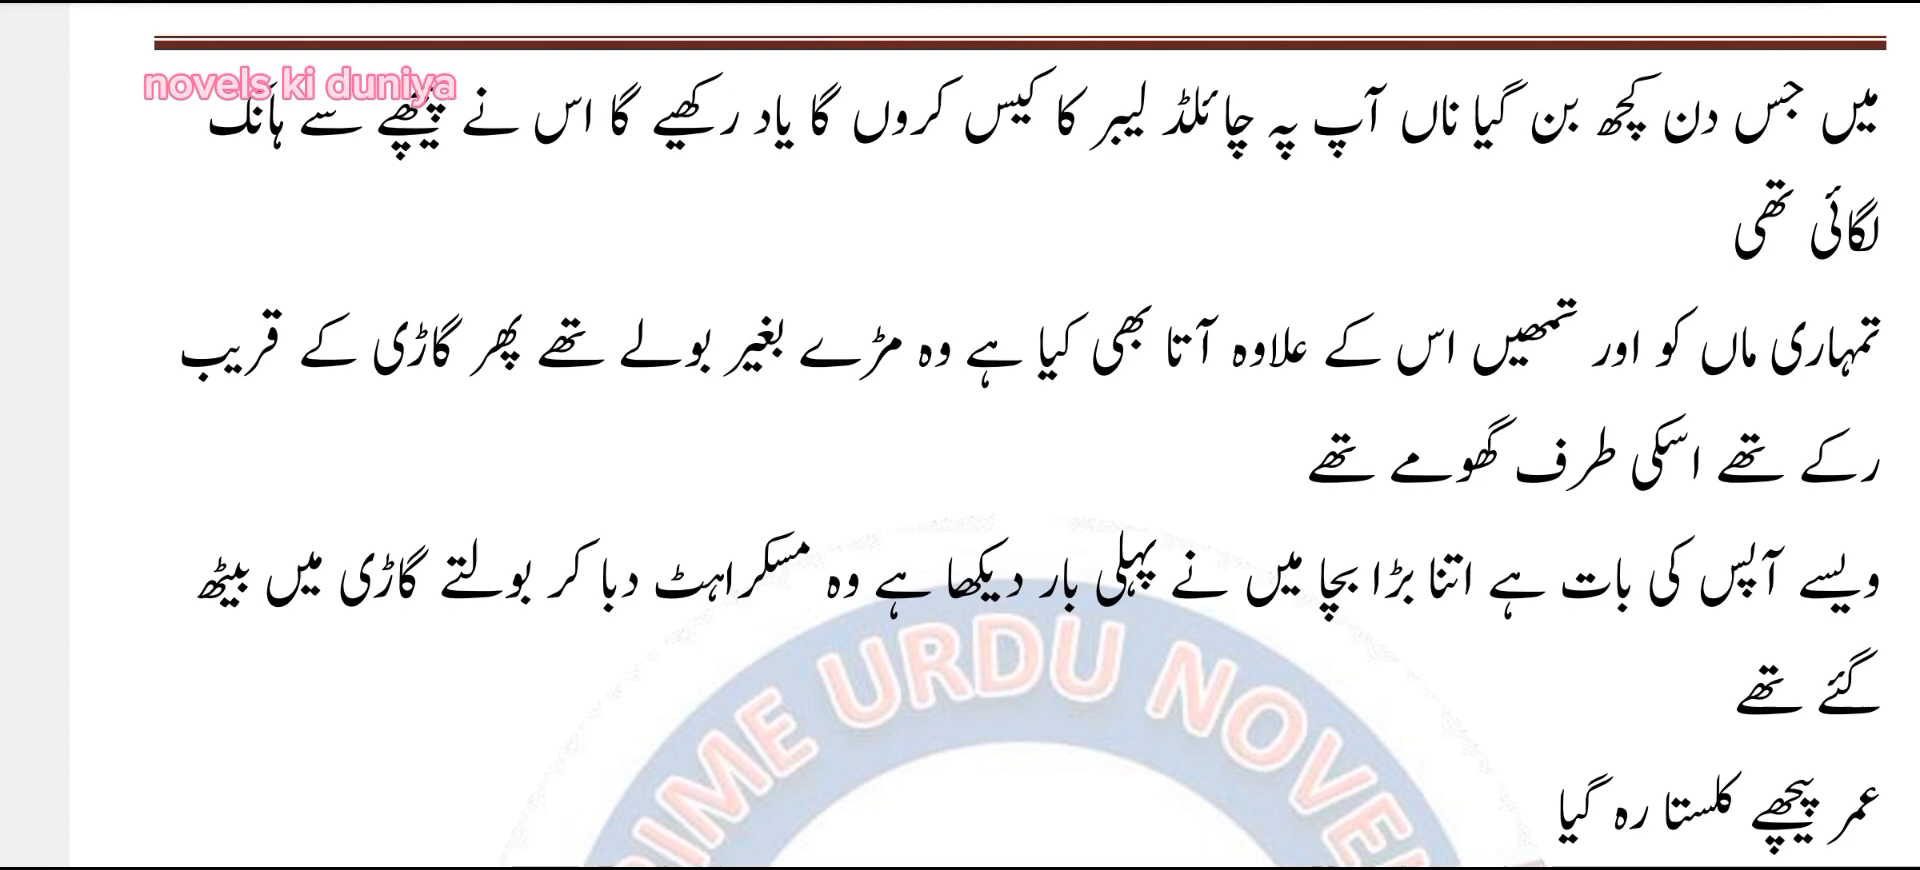 novels ki duniya
میں جس دن کچھ بن گیا ناں آپ پہ چائلڈ لیبر کا کیس کروں گا یاد رکھیے گا اس نے پیچھے سے ہانک
لگائی تھی
تمہاری ماں کو اور تمھیں اس کے علاوہ آتا بھی کیا ہے وہ مڑے بغیر بولے تھے پھر گاڑی کے قریب
رکے تھے اسکی طرف گھومے تھے
ویسے آپس کی بات ہے اتنا بڑا بچا میں نے پہلی بار دیکھا ہے وہ مسکراہٹ دبا کر بولتے گاڑی میں بیٹھ
گئے تھے
عمر پیچھے کلستا رہ گیا
URDU